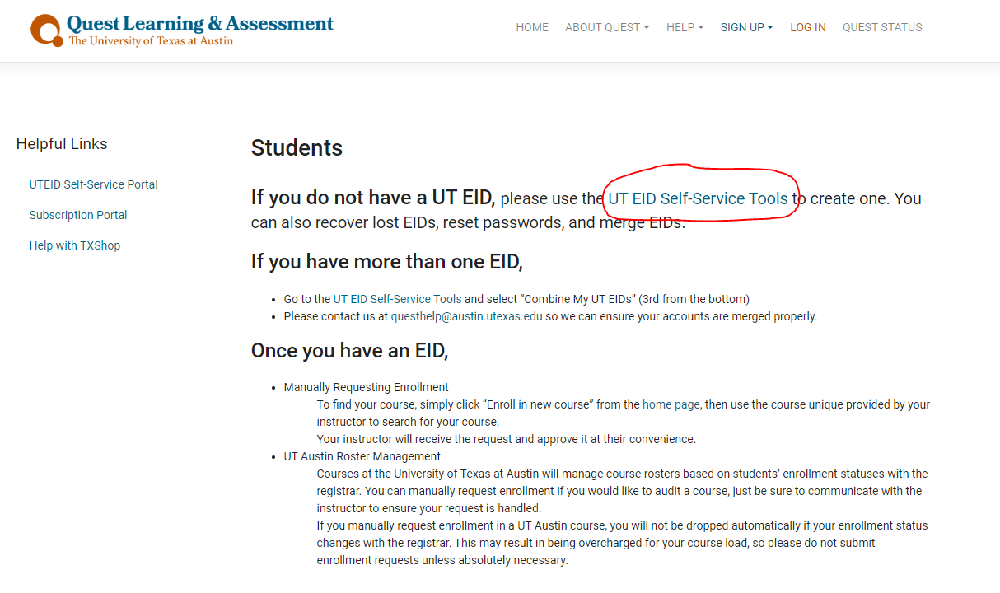 Quest Learning & Assessment
The University of Texas at Austin
HOME ABOUT QUEST HELP SIGN UP LOG IN QUEST STATUS
Helpful Links
UTEID Self-Service Portal
Subscription Portal
Help with TXShop
Students
If you do not have a UT EID, please use the UT EID Self-Service Tools to create one. You
can also recover lost EIDs, reset passwords, and merge EIDs.
If you have more than one EID,
• Go to the UT EID Self-Service Tools and select “Combine My UT EIDs” (3rd from the bottom)
• Please contact us at questhelp@austin.utexas.edu so we can ensure your accounts are merged properly.
Once you have an EID,
• Manually Requesting Enrollment
To find your course, simply click “Enroll in new course” from the home page, then use the course unique provided by your
instructor to search for your course.
Your instructor will receive the request and approve it at their convenience.
• UT Austin Roster Management
Courses at the University of Texas at Austin will manage course rosters based on students’ enrollment statuses with the
registrar. You can manually request enrollment if you would like to audit a course, just be sure to communicate with the
instructor to ensure your request is handled.
If you manually request enrollment in a UT Austin course, you will not be dropped automatically if your enrollment status
changes with the registrar. This may result in being overcharged for your course load, so please do not submit
enrollment requests unless absolutely necessary.